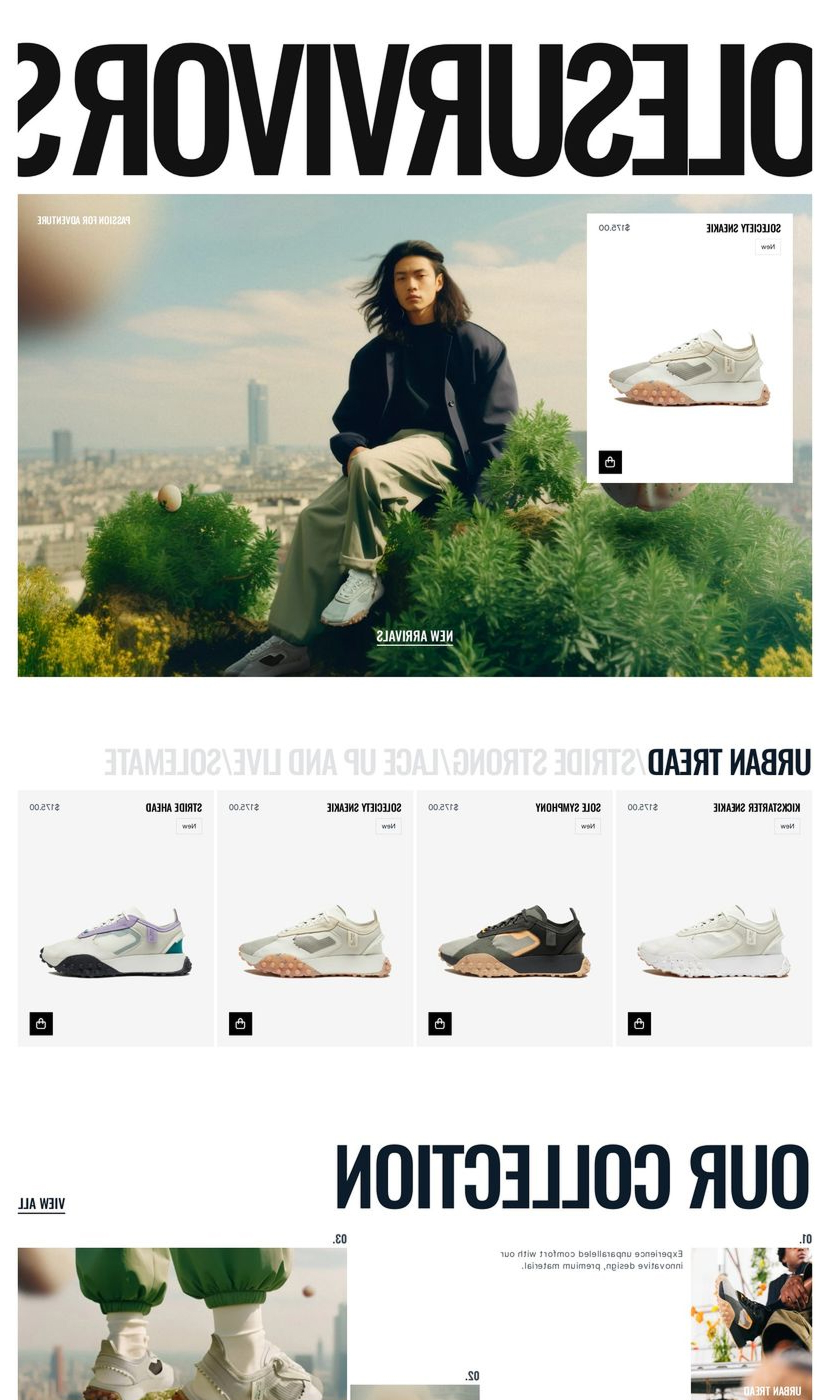 OLESURVIVORS
SOLECIETY SNEAKIE $175.00
New
PASSION FOR ADVENTURE
NEW ARRIVALS
URBAN TREAD/STRIDE STRONG/LACE UP AND LIVE/SOLEMATE
KICKSTARTER SNEAKER $175.00
New
SOLE SYMPHONY $175.00
New
SOLECIETY SNEAKIE $175.00
New
STRIDE AHEAD $175.00
New
OUR COLLECTION
VIEW ALL
01.
Experience unparalleled comfort with our
innovative design, premium material.
URBAN TREAD
02.
03.